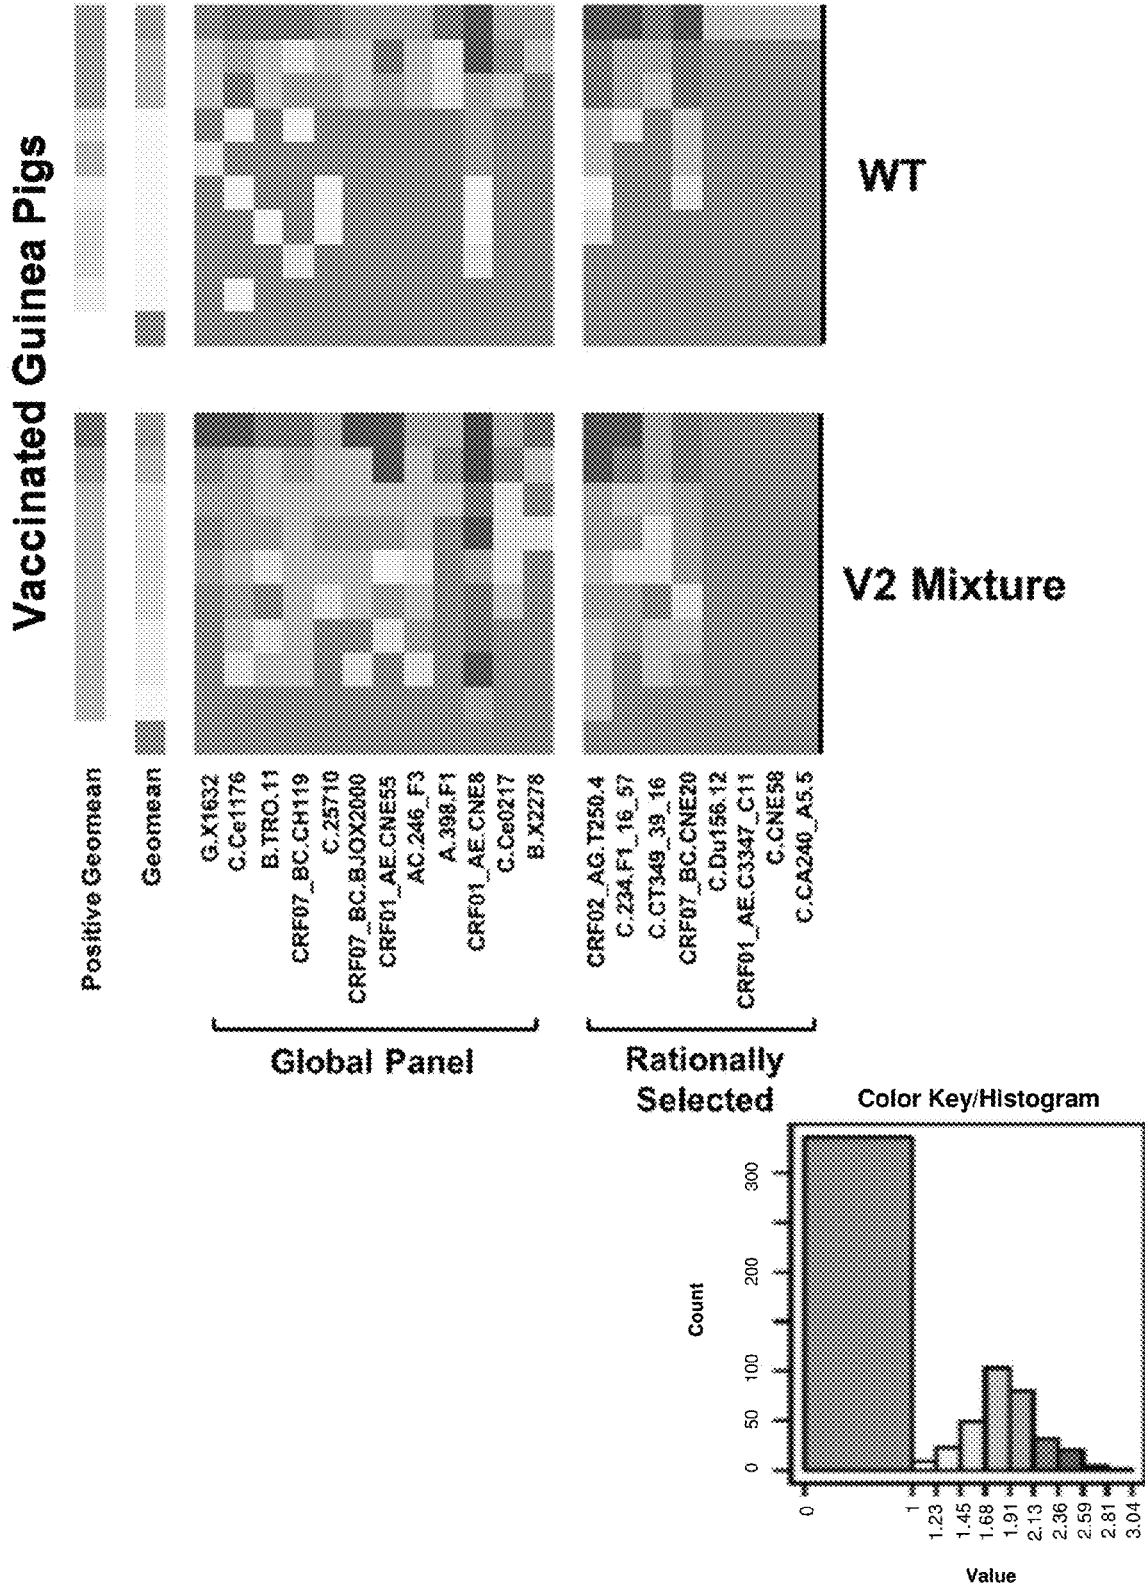 Vaccinated Guinea Pigs
WT
V2 Mixture
Positive Geomean
Geomean
G.X1632
C.Ce1176
B.TRO.11
CRF07_BC.CH119
C.25710
CRF07_BC.BJOX2000
CRF01_AE.CNE55
AC.246_F3
A.398.F1
CRF01_AE.CNE8
C.Ce0217
B.X2278
CRF02_AG.T250.4
C.234.F1_16_57
C.CT349_39_16
CRF07_BC.CNE20
C.Du156.12
CRF01_AE.C3347_C11
C.CNE58
C.CA240_A5.5
Global Panel
Rationally
Selected
Color Key/Histogram
Count
0
50
100
200
300
0
1
1.23
1.45
1.68
1.91
2.13
2.36
2.59
2.81
3.04
Value